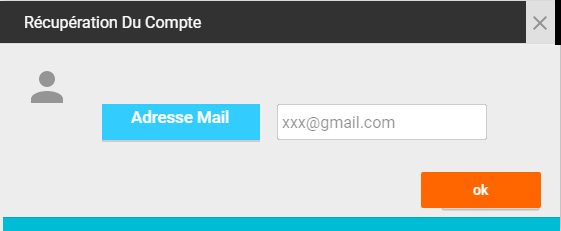 Récupération Du Compte
Adresse Mail
xxx@gmail.com
ok